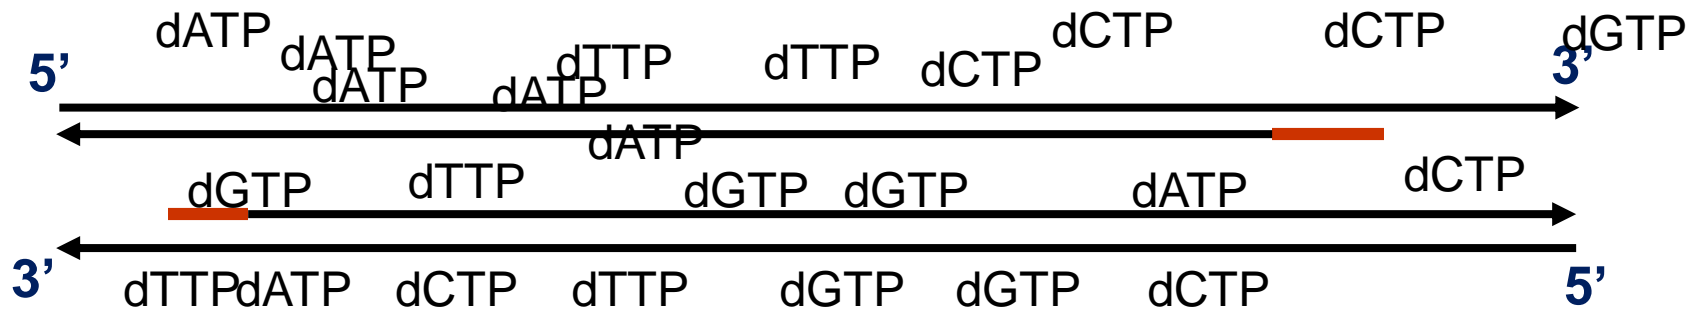 dATP dATP dTTP dTTP dCTP dCTP dCTP dGTP
5’ dATP dATP 3’
dATP
dGTP dTTP dGTP dGTP dATP dCTP
3’ dTTP dATP dCTP dTTP dGTP dGTP dCTP 5’